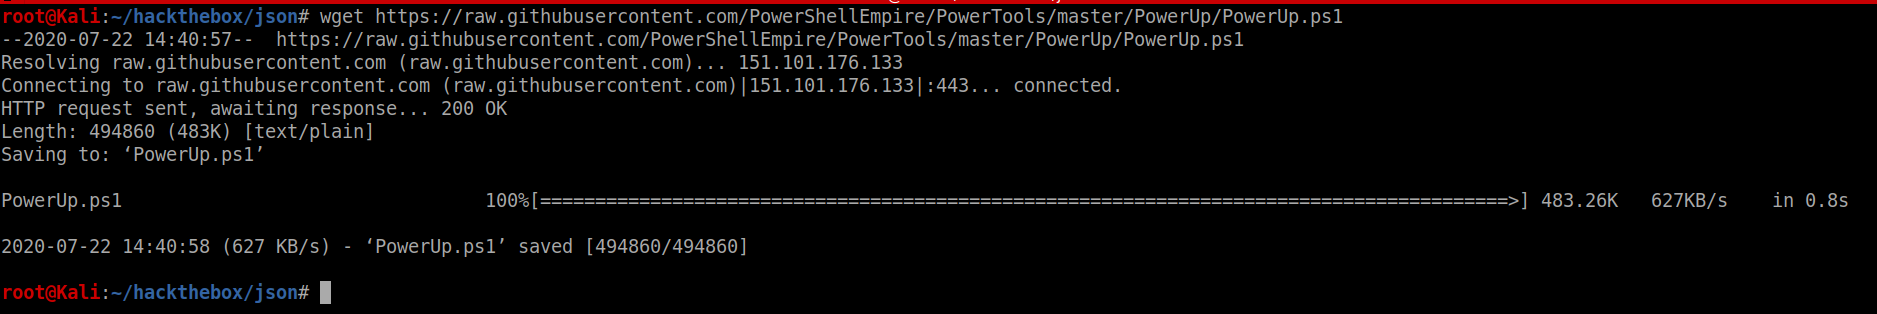 root@Kali:~/hackthebox/json# wget https://raw.githubusercontent.com/PowerShellEmpire/PowerTools/master/PowerUp/PowerUp.ps1
--2020-07-22 14:40:57--  https://raw.githubusercontent.com/PowerShellEmpire/PowerTools/master/PowerUp/PowerUp.ps1
Resolving raw.githubusercontent.com (raw.githubusercontent.com)... 151.101.176.133
Connecting to raw.githubusercontent.com (raw.githubusercontent.com)|151.101.176.133|:443... connected.
HTTP request sent, awaiting response... 200 OK
Length: 494860 (483K) [text/plain]
Saving to: ‘PowerUp.ps1’
PowerUp.ps1 100%[========================================================================================>] 483.26K 627KB/s in 0.8s
2020-07-22 14:40:58 (627 KB/s) - ‘PowerUp.ps1’ saved [494860/494860]
root@Kali:~/hackthebox/json#